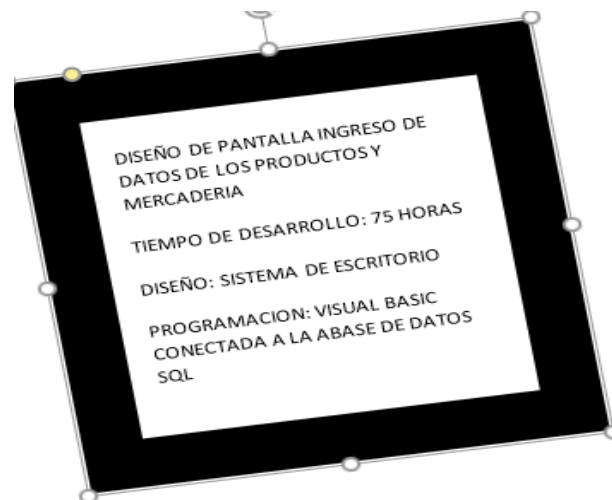 DISEÑO DE PANTALLA INGRESO DE
DATOS DE LOS PRODUCTOS Y
MERCADERIA
TIEMPO DE DESARROLLO: 75 HORAS
DISEÑO: SISTEMA DE ESCRITORIO
PROGRAMACION: VISUAL BASIC
CONECTADA A LA ABASE DE DATOS
SQL